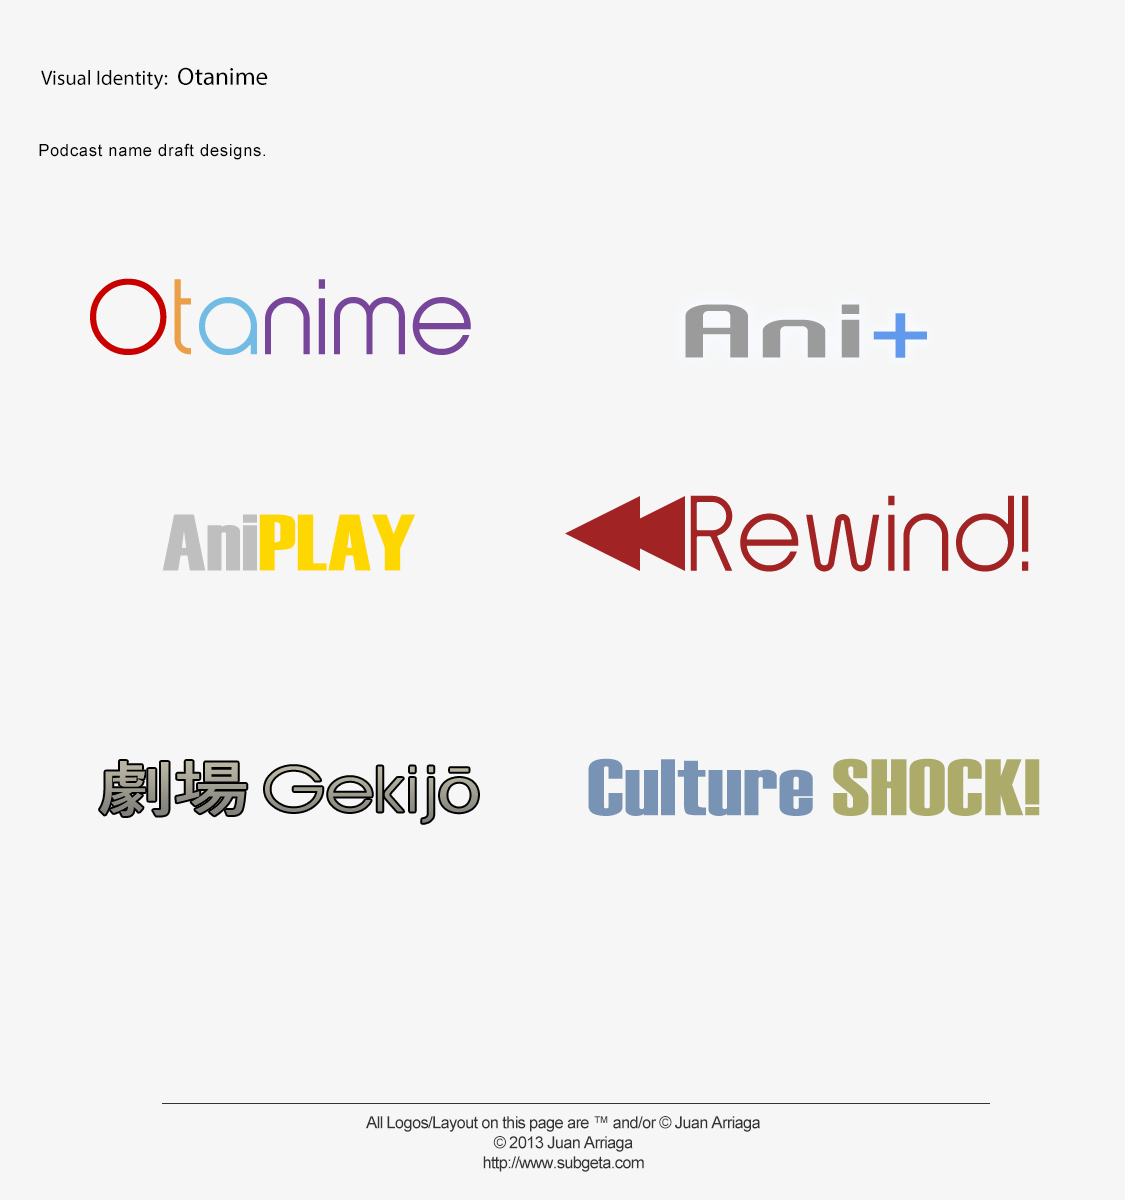 Visual Identity: Otanime
Podcast name draft designs.
Otanime
Ani+
AniPLAY
Rewind!
劇場 Gekijō
Culture SHOCK!
All Logos/Layout on this page are ™ and/or © Juan Arriaga
© 2013 Juan Arriaga
http://www.subgeta.com